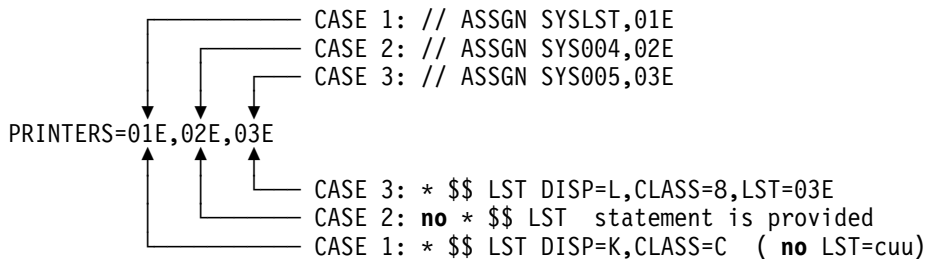 CASE 1: // ASSGN SYSLST,01E
CASE 2: // ASSGN SYS004,02E
CASE 3: // ASSGN SYS005,03E
PRINTERS=01E,02E,03E
CASE 3: * $$ LST DISP=L,CLASS=8,LST=03E
CASE 2: no * $$ LST  statement is provided
CASE 1: * $$ LST DISP=K,CLASS=C  ( no LST=cuu)